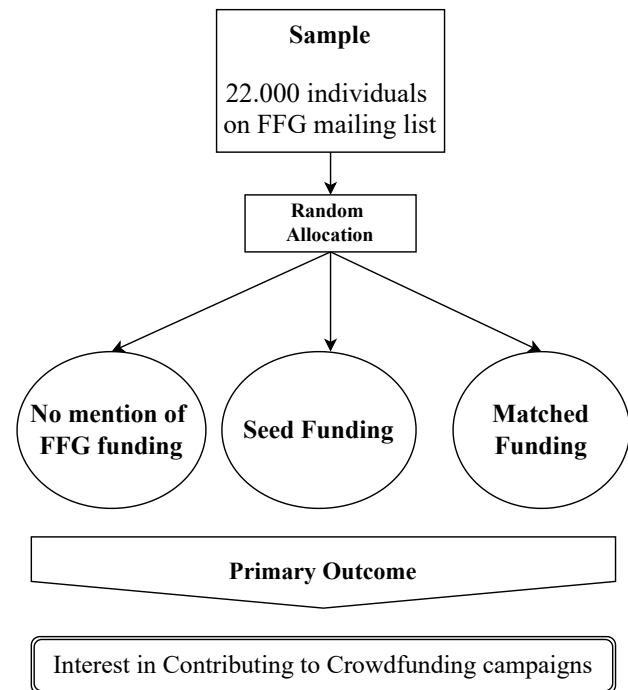 Sample
22.000 individuals
on FFG mailing list
Random
Allocation
No mention of
FFG funding
Seed Funding
Matched
Funding
Primary Outcome
Interest in Contributing to Crowdfunding campaigns